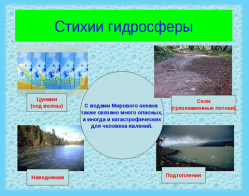 Стихии гидросферы
Цунами
(ход волны)
С водами Мирового океана
также связано много опасных,
а иногда и катастрофических
для человека явлений.
Сели
(грязекаменные потоки)
Наводнения
Подтопления